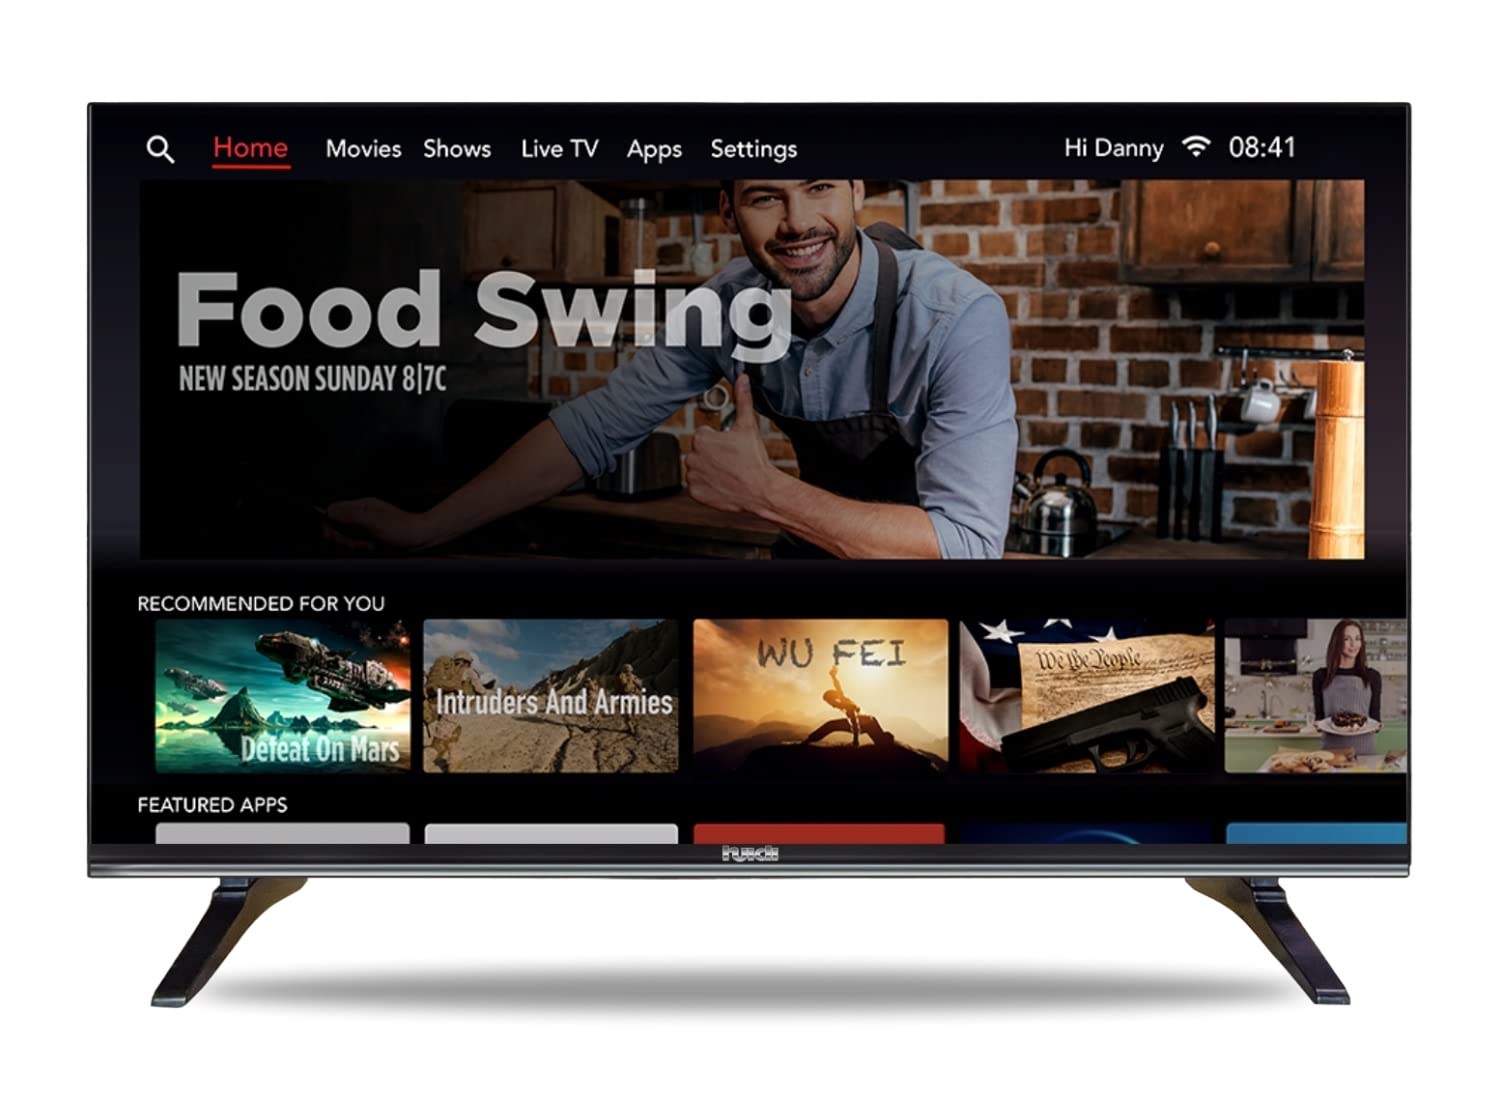 Home Movies Shows Live TV Apps Settings Hi Danny 08:41
Food Swing
NEW SEASON SUNDAY 8|7C
RECOMMENDED FOR YOU
Defeat On Mars
Intruders And Armies
WU FEI
We the People
FEATURED APPS
huidi